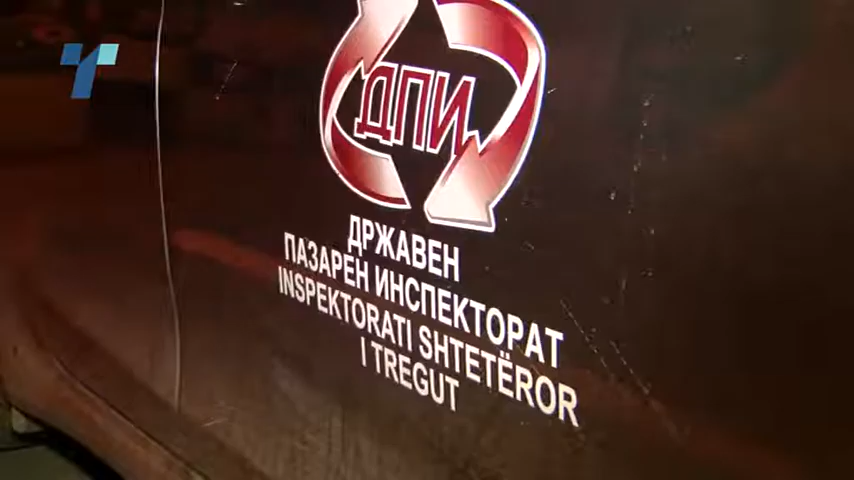 ДПИ
ДРЖАВЕН
ПАЗАРЕН ИНСПЕКТОРАТ
INSPEKTORATI SHTETËROR
I TREGUT